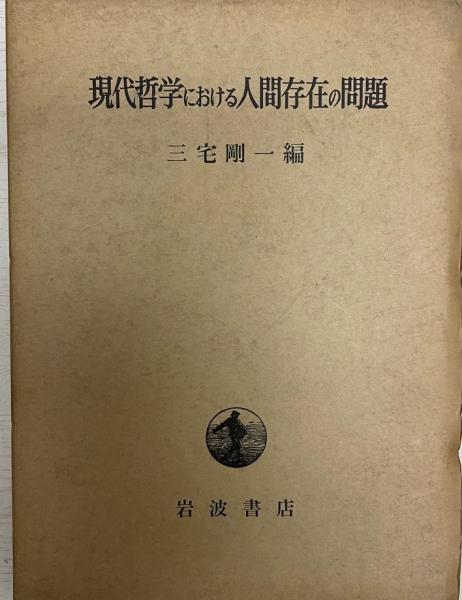 現代哲学における人間存在の問題
三宅剛一編
岩波書店